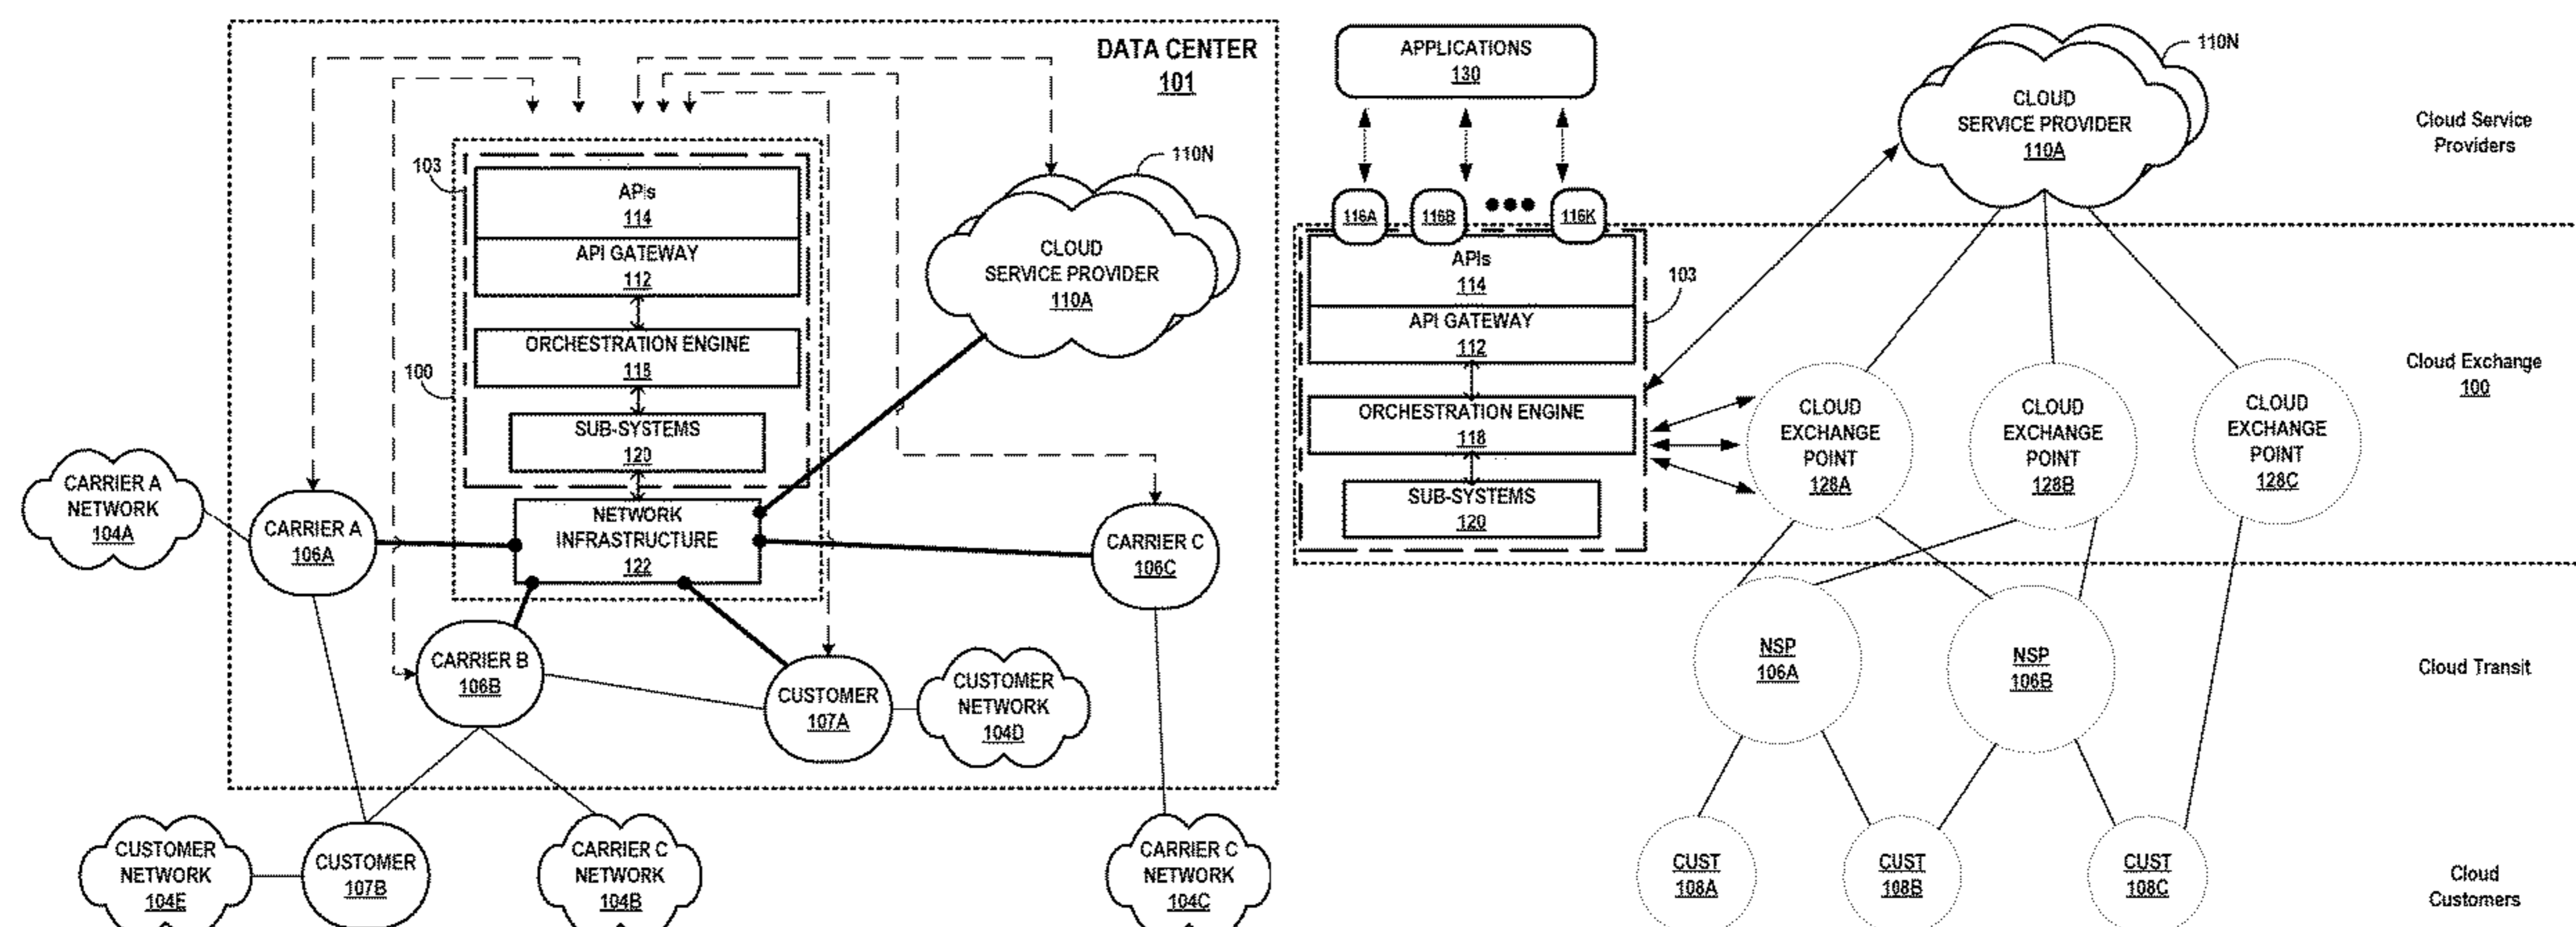 DATA CENTER
101
103
APIs
114
API GATEWAY
112
ORCHESTRATION ENGINE
118
100
SUB-SYSTEMS
120
NETWORK
INFRASTRUCTURE
122
110N
CLOUD
SERVICE PROVIDER
110A
CARRIER A
NETWORK
104A
CARRIER A
106A
CARRIER C
106C
CARRIER B
106B
CUSTOMER
107A
CUSTOMER
NETWORK
104D
CUSTOMER
NETWORK
104E
CUSTOMER
107B
CARRIER C
NETWORK
104B
CARRIER C
NETWORK
104C
APPLICATIONS
130
116A
116B
116K
APIs
114
API GATEWAY
112
103
ORCHESTRATION ENGINE
118
SUB-SYSTEMS
120
110N
CLOUD
SERVICE PROVIDER
110A
Cloud Service
Providers
CLOUD
EXCHANGE
POINT
128A
CLOUD
EXCHANGE
POINT
128B
CLOUD
EXCHANGE
POINT
128C
Cloud Exchange
100
NSP
106A
NSP
106B
Cloud Transit
CUST
108A
CUST
108B
CUST
108C
Cloud
Customers